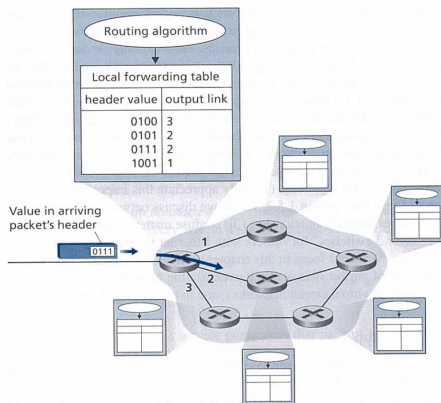 Routing algorithm
Local forwarding table
header value output link
0100 3
0101 2
0111 2
1001 1
Value in arriving
packet's header
0111
1
2
3